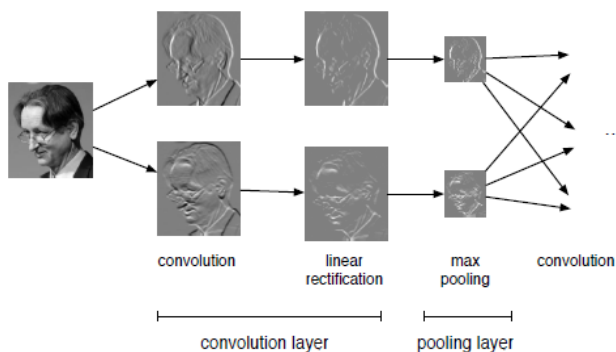 ...
convolution
linear
rectification
max
pooling
convolution
convolution layer
pooling layer